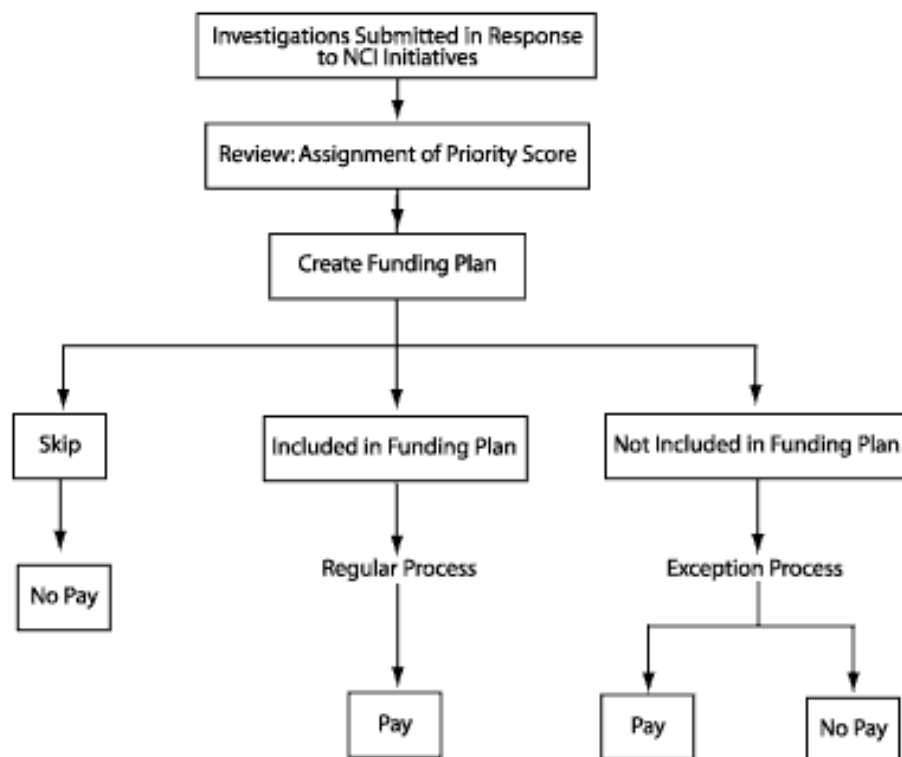 Investigations Submitted in Response
to NCI Initiatives
Review: Assignment of Priority Score
Create Funding Plan
Skip
Included in Funding Plan
Not Included in Funding Plan
No Pay
Regular Process
Exception Process
Pay
Pay
No Pay